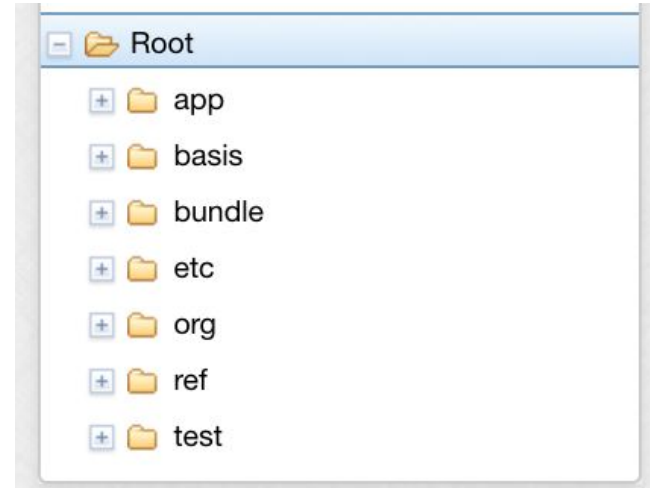 Root
app
basis
bundle
etc
org
ref
test